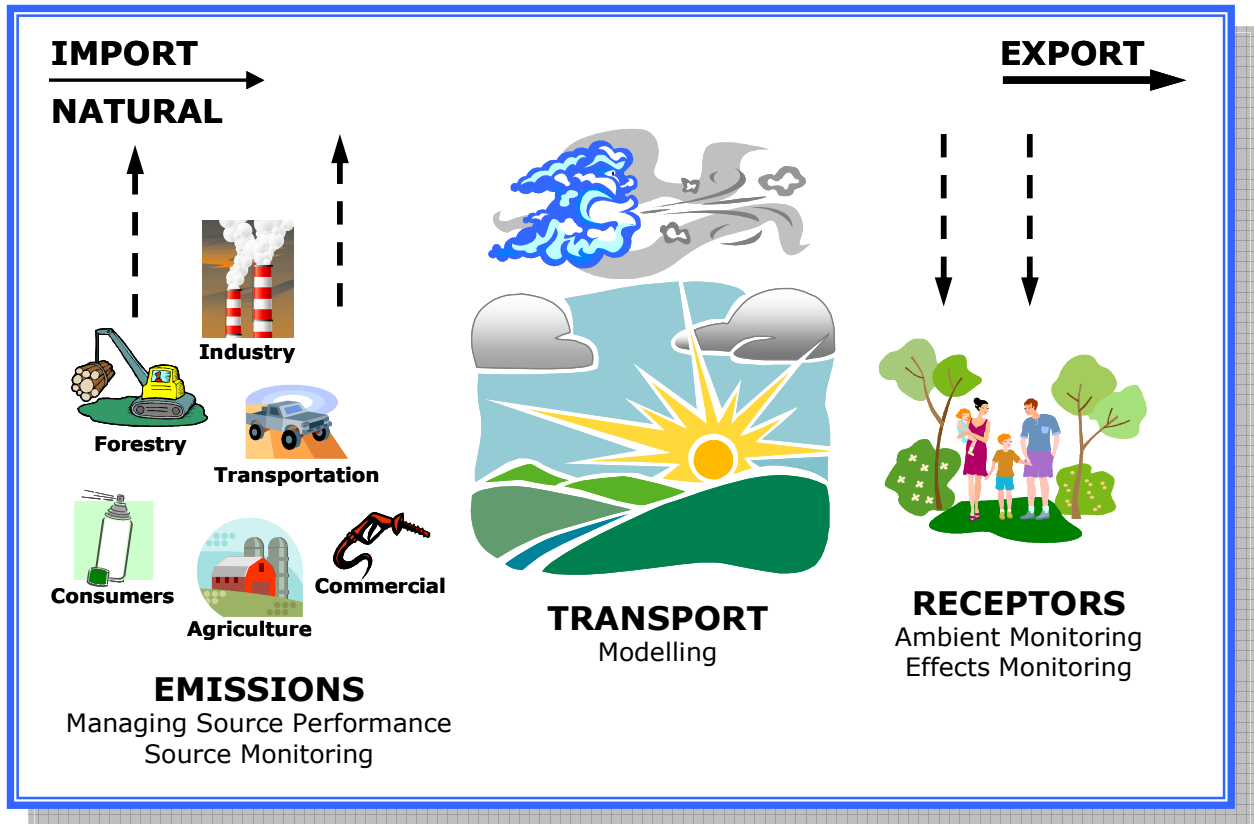 IMPORT
NATURAL
EXPORT
Industry
Forestry
Transportation
Consumers
Agriculture
Commercial
EMISSIONS
Managing Source Performance
Source Monitoring
TRANSPORT
Modelling
RECEPTORS
Ambient Monitoring
Effects Monitoring